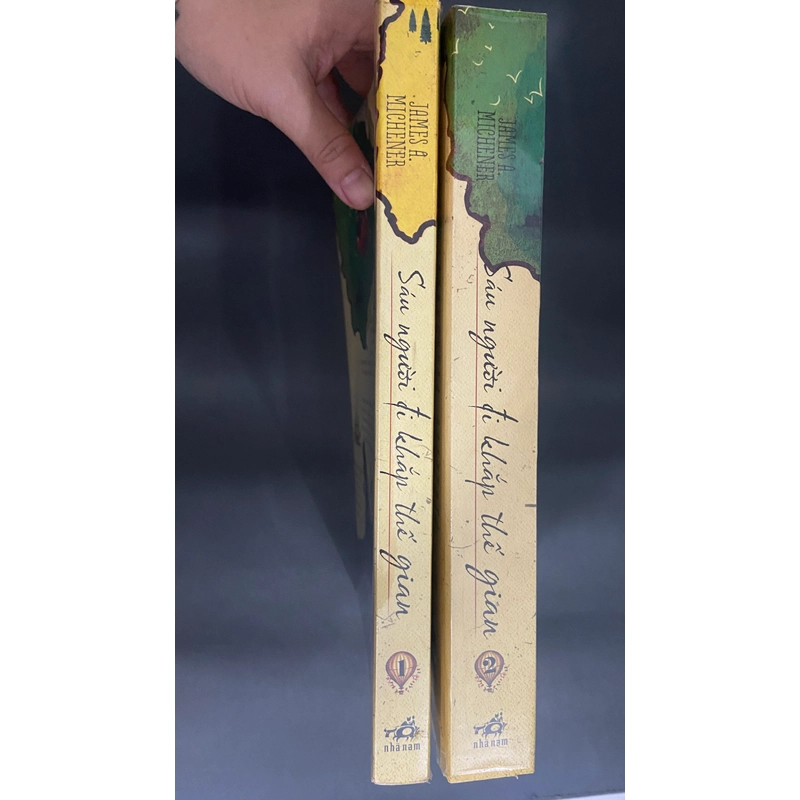 JAMES A.
MICHENER
Sáu người đi khắp thế gian
1
nhã nam
JAMES A.
MICHENER
Sáu người đi khắp thế gian
2
nhã nam